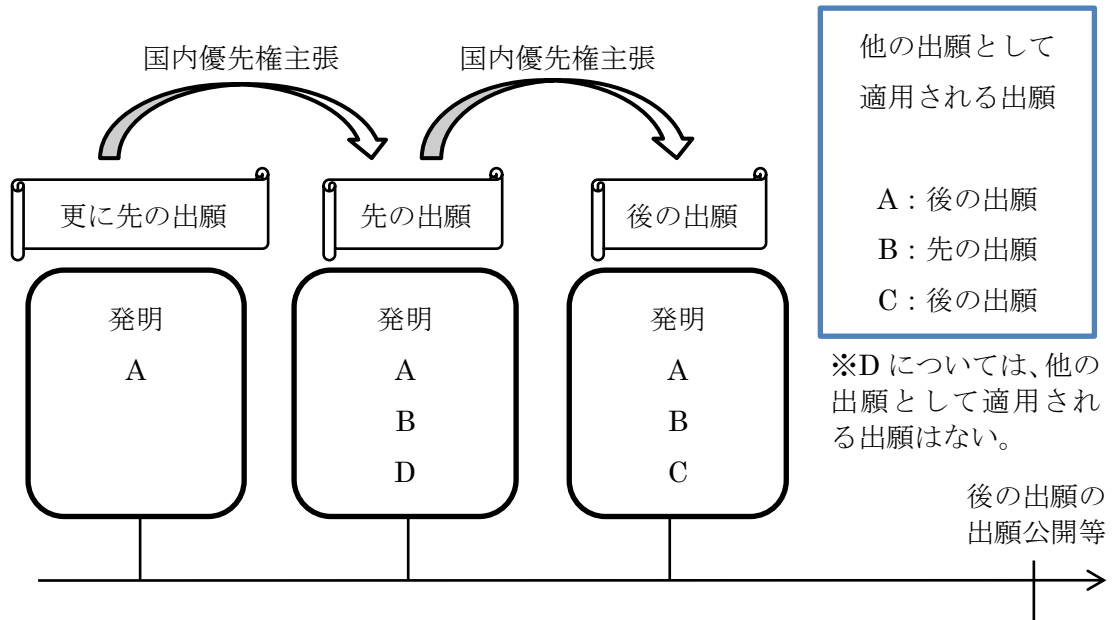 国内優先権主張
国内優先権主張
更に先の出願
先の出願
後の出願
発明
A
発明
A
B
D
発明
A
B
C
他の出願として
適用される出願
A：後の出願
B：先の出願
C：後の出願
※D については、他の
出願として適用され
る出願はない。
後の出願の
出願公開等